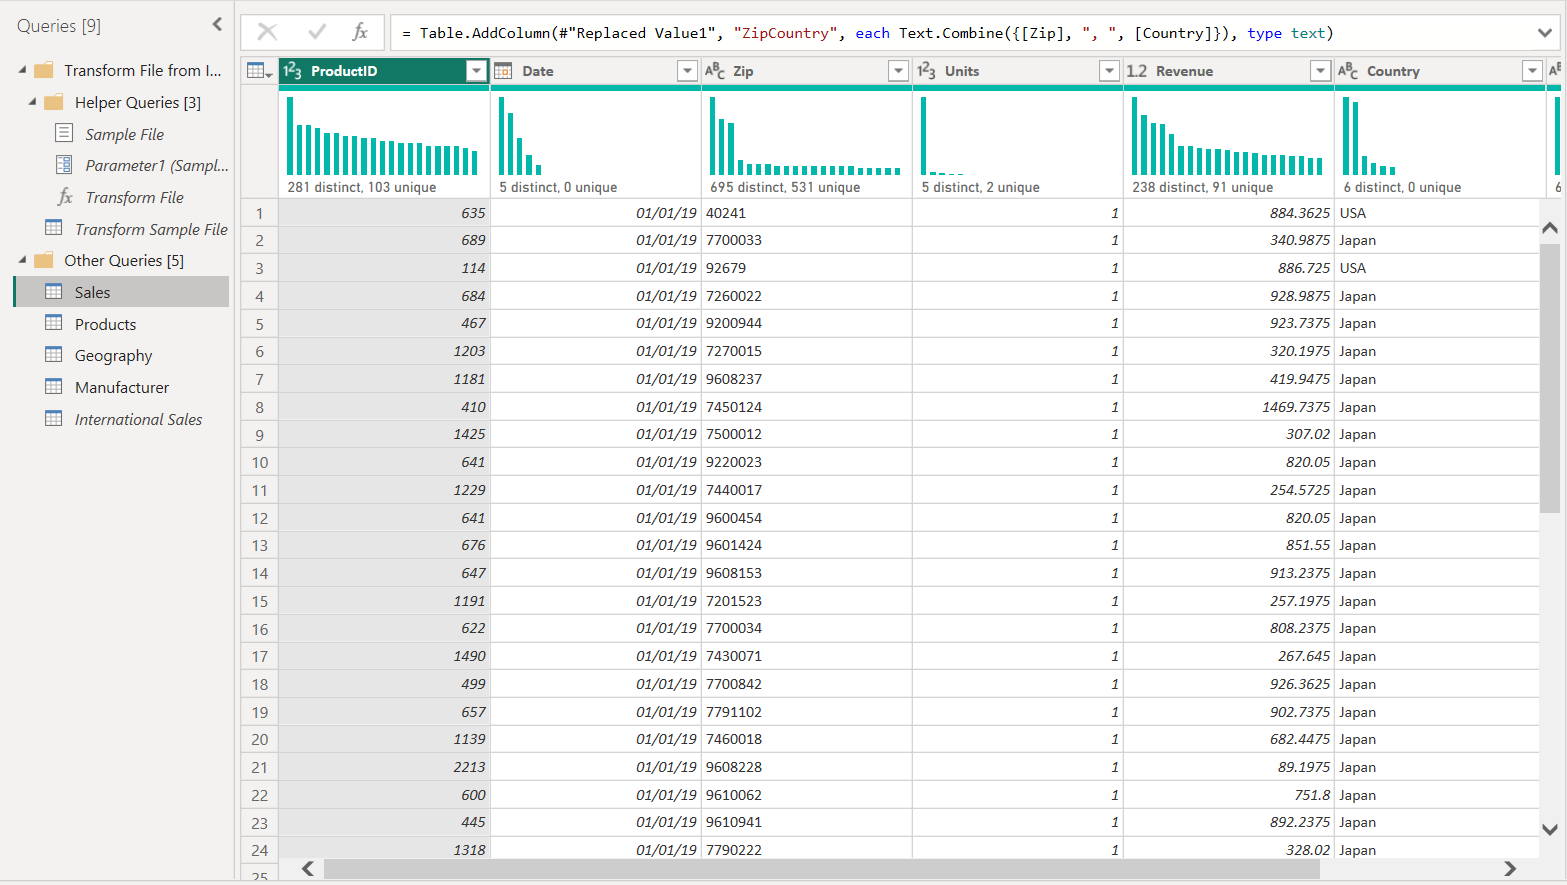 Queries [9]
= Table.AddColumn(#"Replaced Value1", "ZipCountry", each Text.Combine({[Zip], ", ", [Country]}), type text)
Transform File from I...
Helper Queries [3]
Sample File
Parameter1 (Sampl...
fx Transform File
Transform Sample File
Other Queries [5]
Sales
Products
Geography
Manufacturer
International Sales
fx
1²3 ProductID Date ABC Zip 1²3 Units 1.2 Revenue ABC Country AB
281 distinct, 103 unique 5 distinct, 0 unique 695 distinct, 531 unique 5 distinct, 2 unique 238 distinct, 91 unique 6 distinct, 0 unique 6
1 635 01/01/19 40241 1 884.3625 USA
2 689 01/01/19 7700033 1 340.9875 Japan
3 114 01/01/19 92679 1 886.725 USA
4 684 01/01/19 7260022 1 928.9875 Japan
5 467 01/01/19 9200944 1 923.7375 Japan
6 1203 01/01/19 7270015 1 320.1975 Japan
7 1181 01/01/19 9608237 1 419.9475 Japan
8 410 01/01/19 7450124 1 1469.7375 Japan
9 1425 01/01/19 7500012 1 307.02 Japan
10 641 01/01/19 9220023 1 820.05 Japan
11 1229 01/01/19 7440017 1 254.5725 Japan
12 641 01/01/19 9600454 1 820.05 Japan
13 676 01/01/19 9601424 1 851.55 Japan
14 647 01/01/19 9608153 1 913.2375 Japan
15 1191 01/01/19 7201523 1 257.1975 Japan
16 622 01/01/19 7700034 1 808.2375 Japan
17 1490 01/01/19 7430071 1 267.645 Japan
18 499 01/01/19 7700842 1 926.3625 Japan
19 657 01/01/19 7791102 1 902.7375 Japan
20 1139 01/01/19 7460018 1 682.4475 Japan
21 2213 01/01/19 9608228 1 89.1975 Japan
22 600 01/01/19 9610062 1 751.8 Japan
23 445 01/01/19 9610941 1 892.2375 Japan
24 1318 01/01/19 7790222 1 328.02 Japan
25